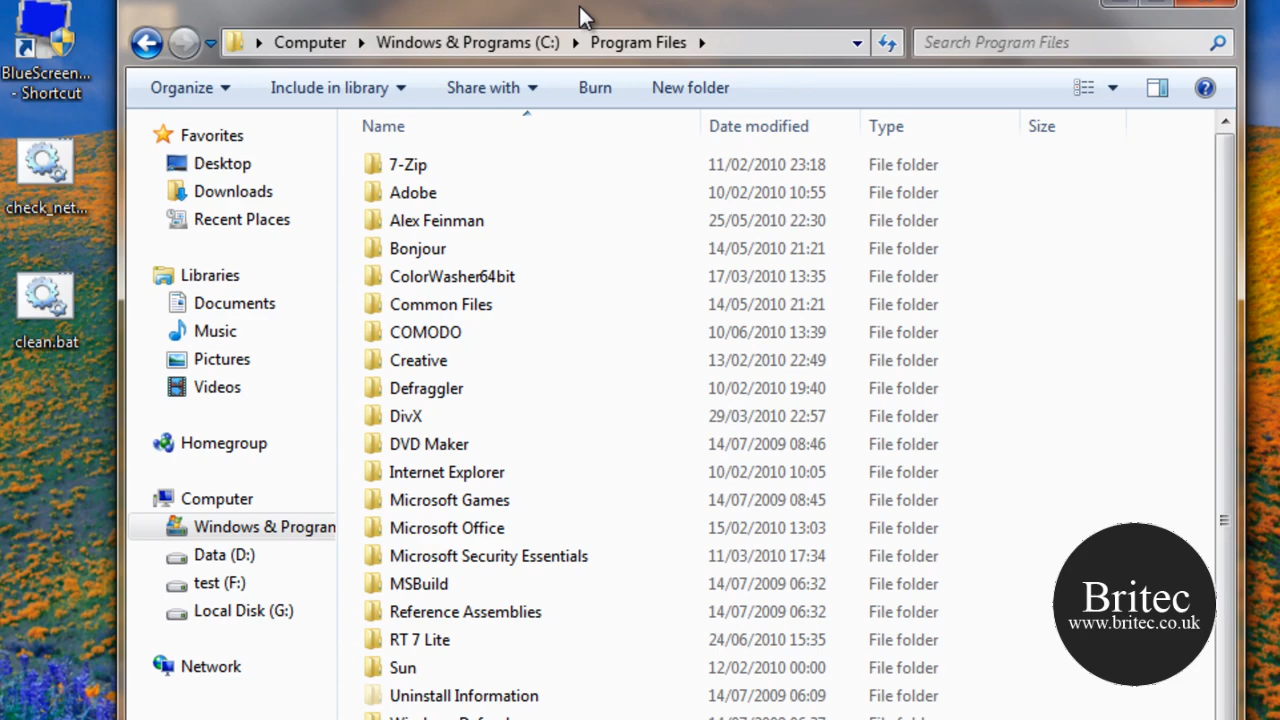 BlueScreen...
- Shortcut
check_net...
clean.bat
Computer Windows & Programs (C:) Program Files
Search Program Files
Organize Include in library Share with Burn New folder
Name Date modified Type Size
Favorites
Desktop
Downloads
Recent Places
Libraries
Documents
Music
Pictures
Videos
Homegroup
Computer
Windows & Program
Data (D:)
test (F:)
Local Disk (G:)
Network
7-Zip 11/02/2010 23:18 File folder
Adobe 10/02/2010 10:55 File folder
Alex Feinman 25/05/2010 22:30 File folder
Bonjour 14/05/2010 21:21 File folder
ColorWasher64bit 17/03/2010 13:35 File folder
Common Files 14/05/2010 21:21 File folder
COMODO 10/06/2010 13:39 File folder
Creative 13/02/2010 22:49 File folder
Defraggler 10/02/2010 19:40 File folder
DivX 29/03/2010 22:57 File folder
DVD Maker 14/07/2009 08:46 File folder
Internet Explorer 10/02/2010 10:05 File folder
Microsoft Games 14/07/2009 08:45 File folder
Microsoft Office 15/02/2010 13:03 File folder
Microsoft Security Essentials 11/03/2010 17:34 File folder
MSBuild 14/07/2009 06:32 File folder
Reference Assemblies 14/07/2009 06:32 File folder
RT 7 Lite 24/06/2010 15:35 File folder
Sun 12/02/2010 00:00 File folder
Uninstall Information 14/07/2009 06:09 File folder
Britec
www.britec.co.uk